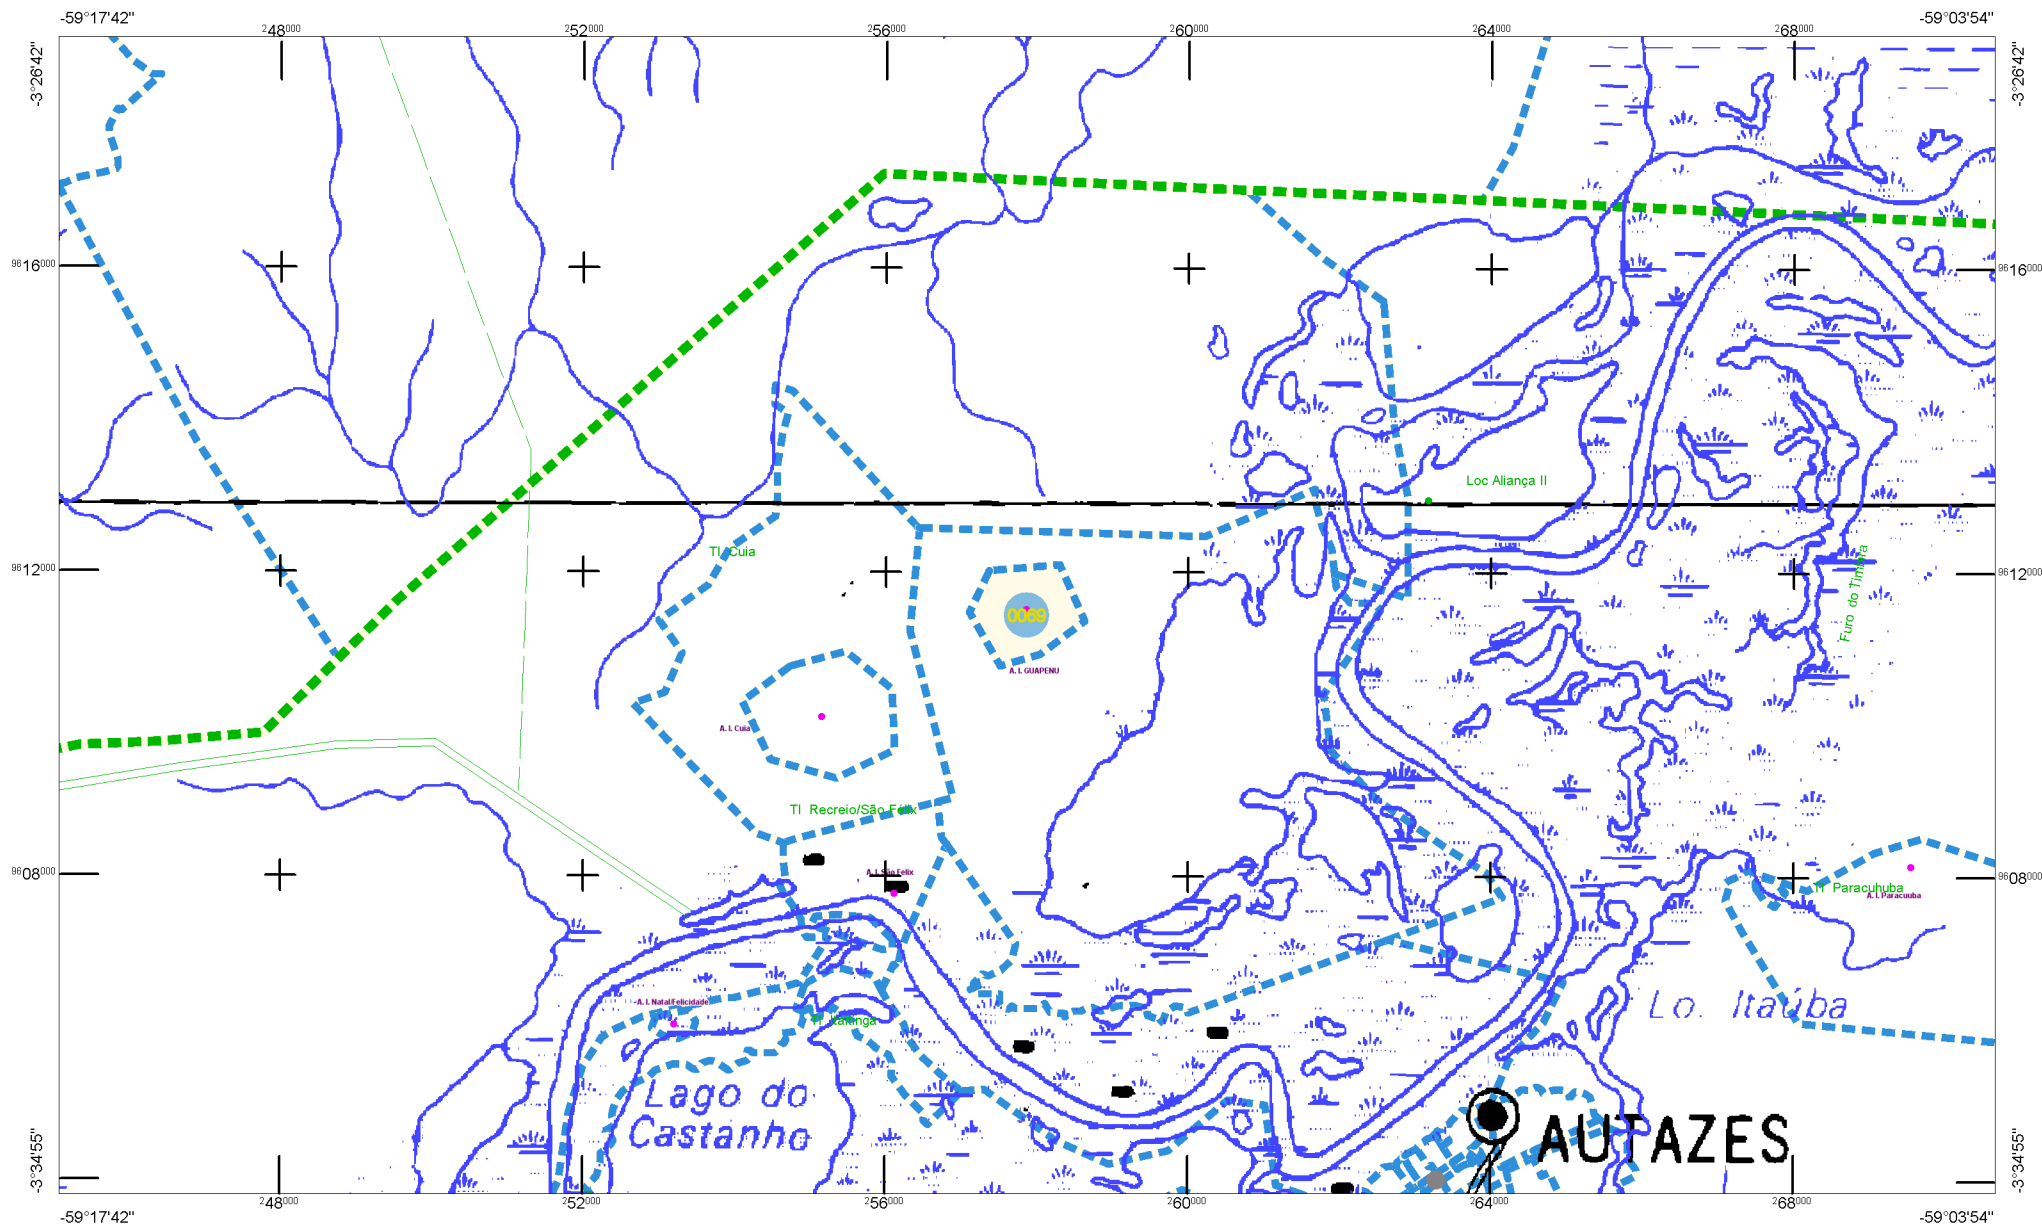 -59°17'42"
-59°03'54"
248000
252000
256000
260000
264000
268000
-3°26'42"
-3°26'42"
9616000
9616000
Loc Aliança II
TI Cuia
9612000
9612000
Furo do Timbira
0069
A. I. GUAPENU
A. I. Cuia
TI Recreio/São Félix
A. I. São Felix
9608000
9608000
TI Paracuhuba
A. I. Paracuuba
A. I. Natal/Felicidade
TI Itaitinga
Lo. Itaúba
Lago do
Castanho
AUTAZES
-3°34'55"
-3°34'55"
248000
252000
256000
260000
264000
268000
-59°17'42"
-59°03'54"